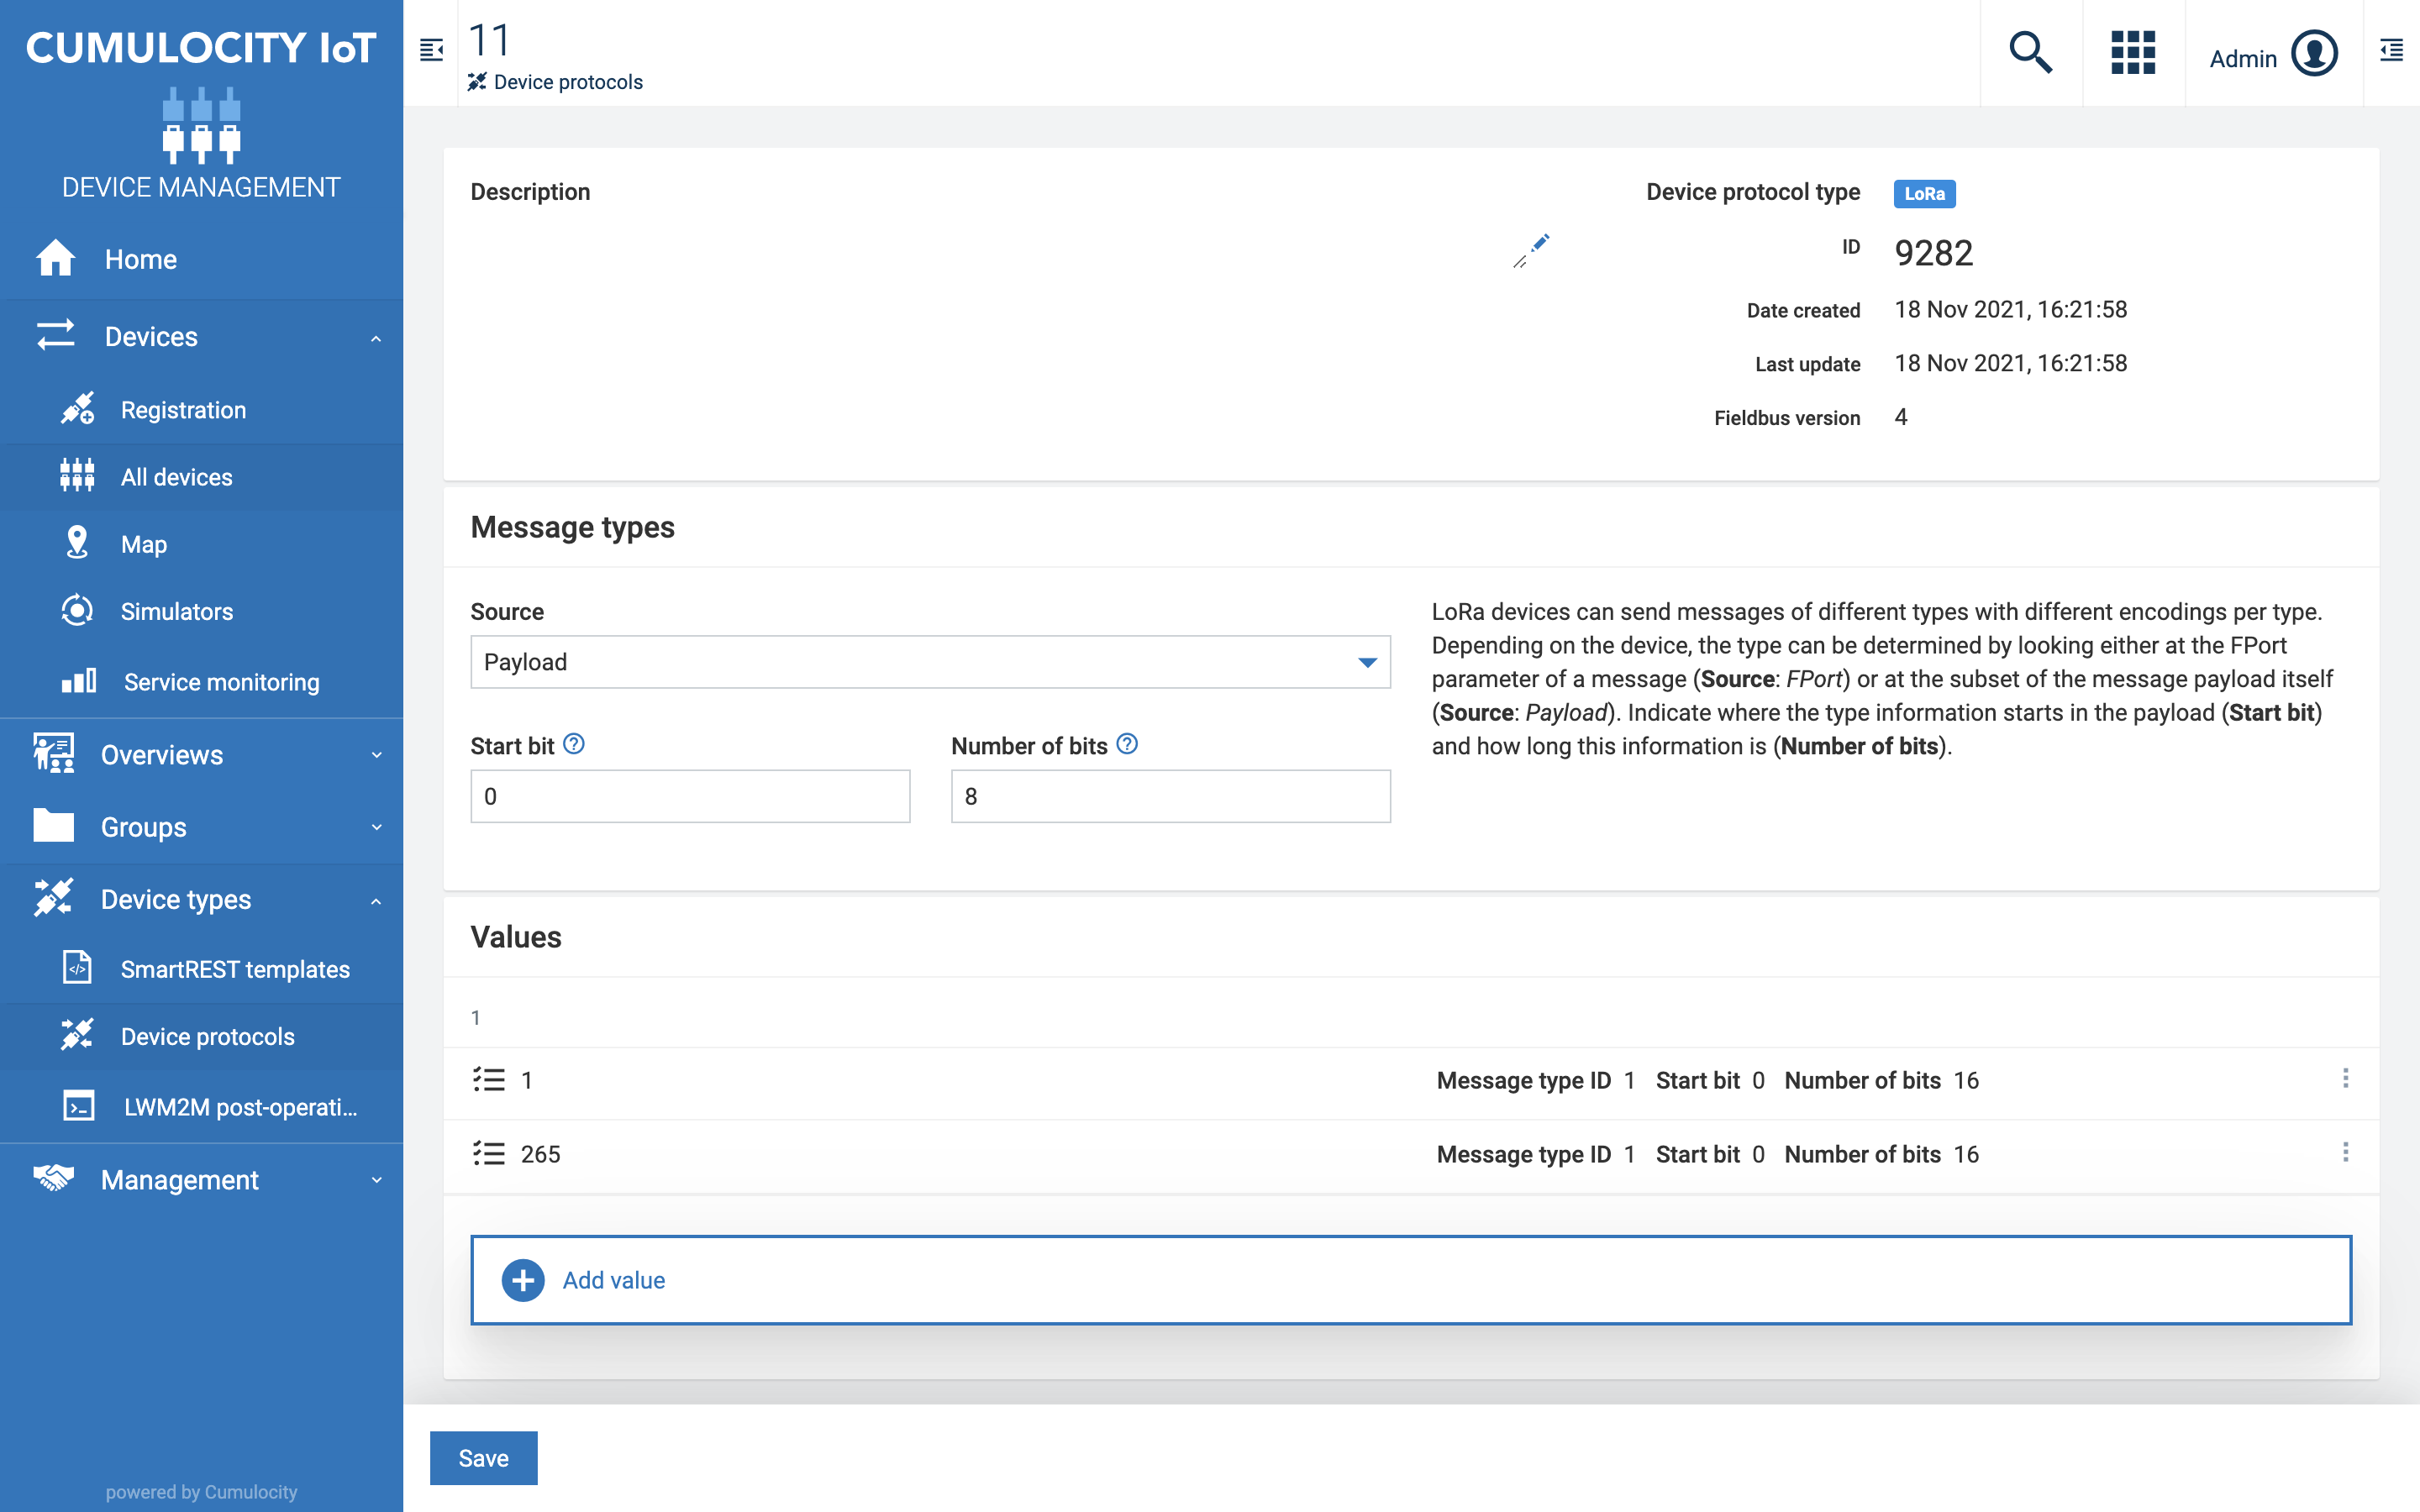 CUMULOCITY IoT
DEVICE MANAGEMENT
Home
Devices
Registration
All devices
Map
Simulators
Service monitoring
Overviews
Groups
Device types
SmartREST templates
Device protocols
LWM2M post-operati...
Management
powered by Cumulocity
11
Device protocols
Admin
Description
Device protocol type LoRa
ID 9282
Date created 18 Nov 2021, 16:21:58
Last update 18 Nov 2021, 16:21:58
Fieldbus version 4
Message types
Source
Payload
Start bit
0
Number of bits
8
LoRa devices can send messages of different types with different encodings per type.
Depending on the device, the type can be determined by looking either at the FPort
parameter of a message (Source: FPort) or at the subset of the message payload itself
(Source: Payload). Indicate where the type information starts in the payload (Start bit)
and how long this information is (Number of bits).
Values
1
1 Message type ID 1 Start bit 0 Number of bits 16
265 Message type ID 1 Start bit 0 Number of bits 16
Add value
Save